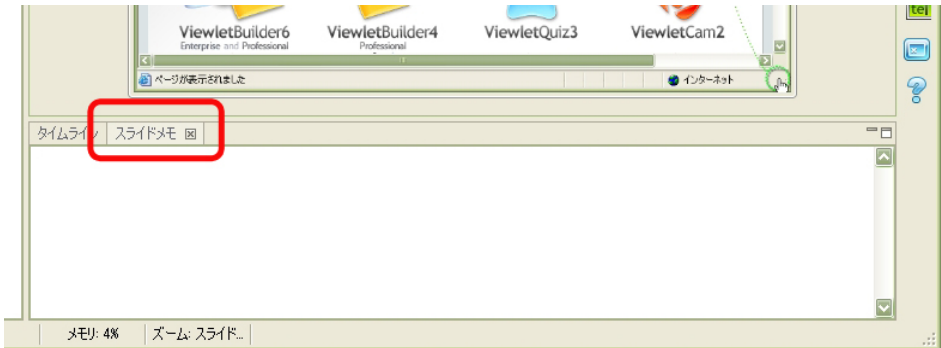 tel
ViewletBuilder6 ViewletBuilder4 ViewletQuiz3 ViewletCam2
Enterprise and Professional Professional
ページが表示されました インターネット
タイムライン スライドメモ
メモリ: 4% ズーム: スライド...